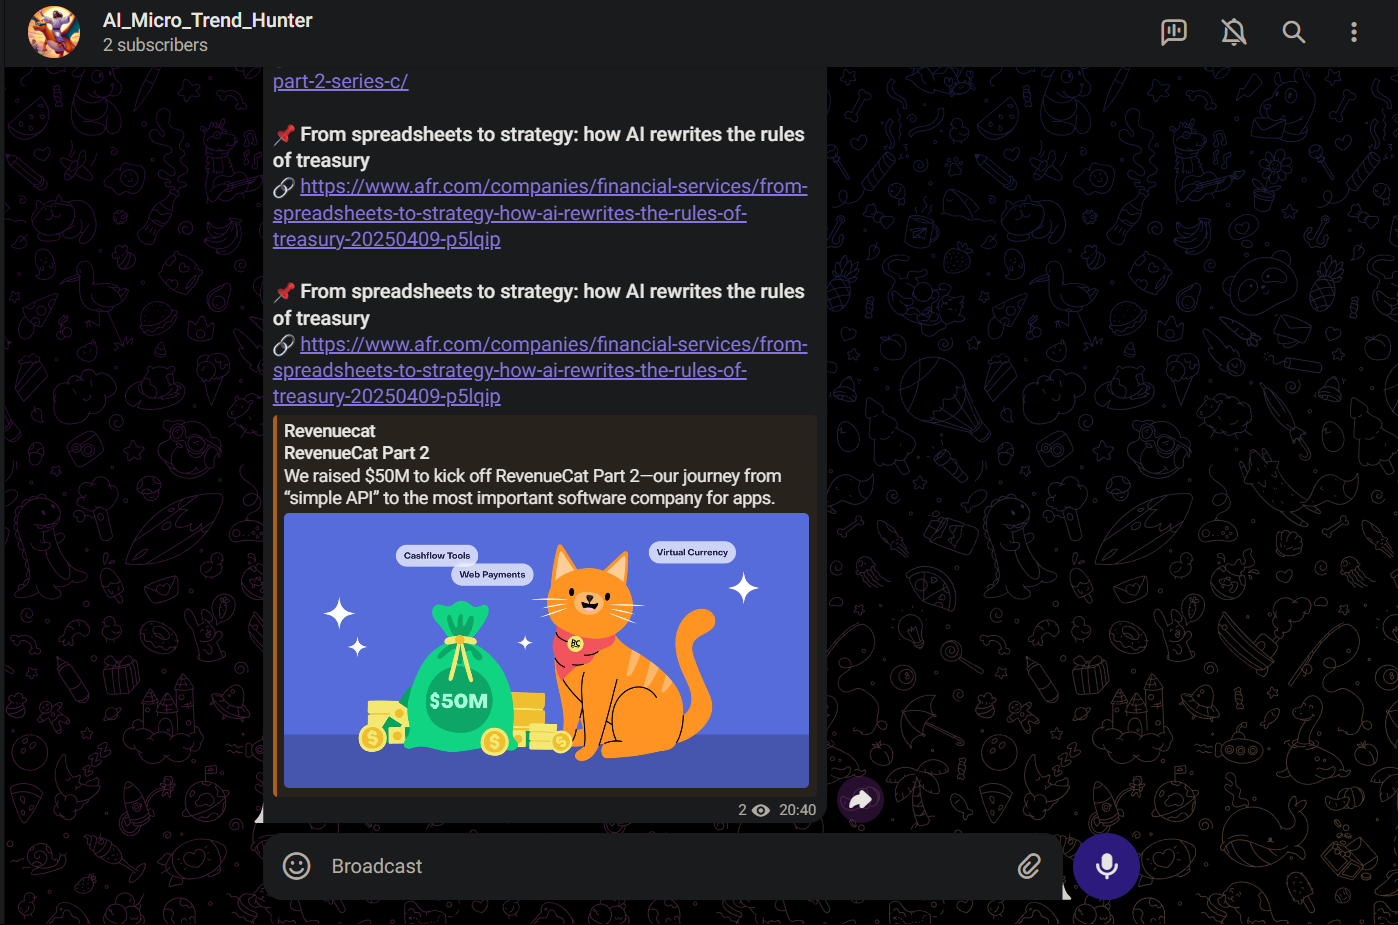 AI_Micro_Trend_Hunter
2 subscribers
part-2-series-c/
📌 From spreadsheets to strategy: how AI rewrites the rules
of treasury
🔗 https://www.afr.com/companies/financial-services/from-
spreadsheets-to-strategy-how-ai-rewrites-the-rules-of-
treasury-20250409-p5lqip
📌 From spreadsheets to strategy: how AI rewrites the rules
of treasury
🔗 https://www.afr.com/companies/financial-services/from-
spreadsheets-to-strategy-how-ai-rewrites-the-rules-of-
treasury-20250409-p5lqip
Revenuecat
RevenueCat Part 2
We raised $50M to kick off RevenueCat Part 2—our journey from
“simple API” to the most important software company for apps.
Cashflow Tools
Web Payments
Virtual Currency
RC
$50M
$
$
$
2 20:40
Broadcast